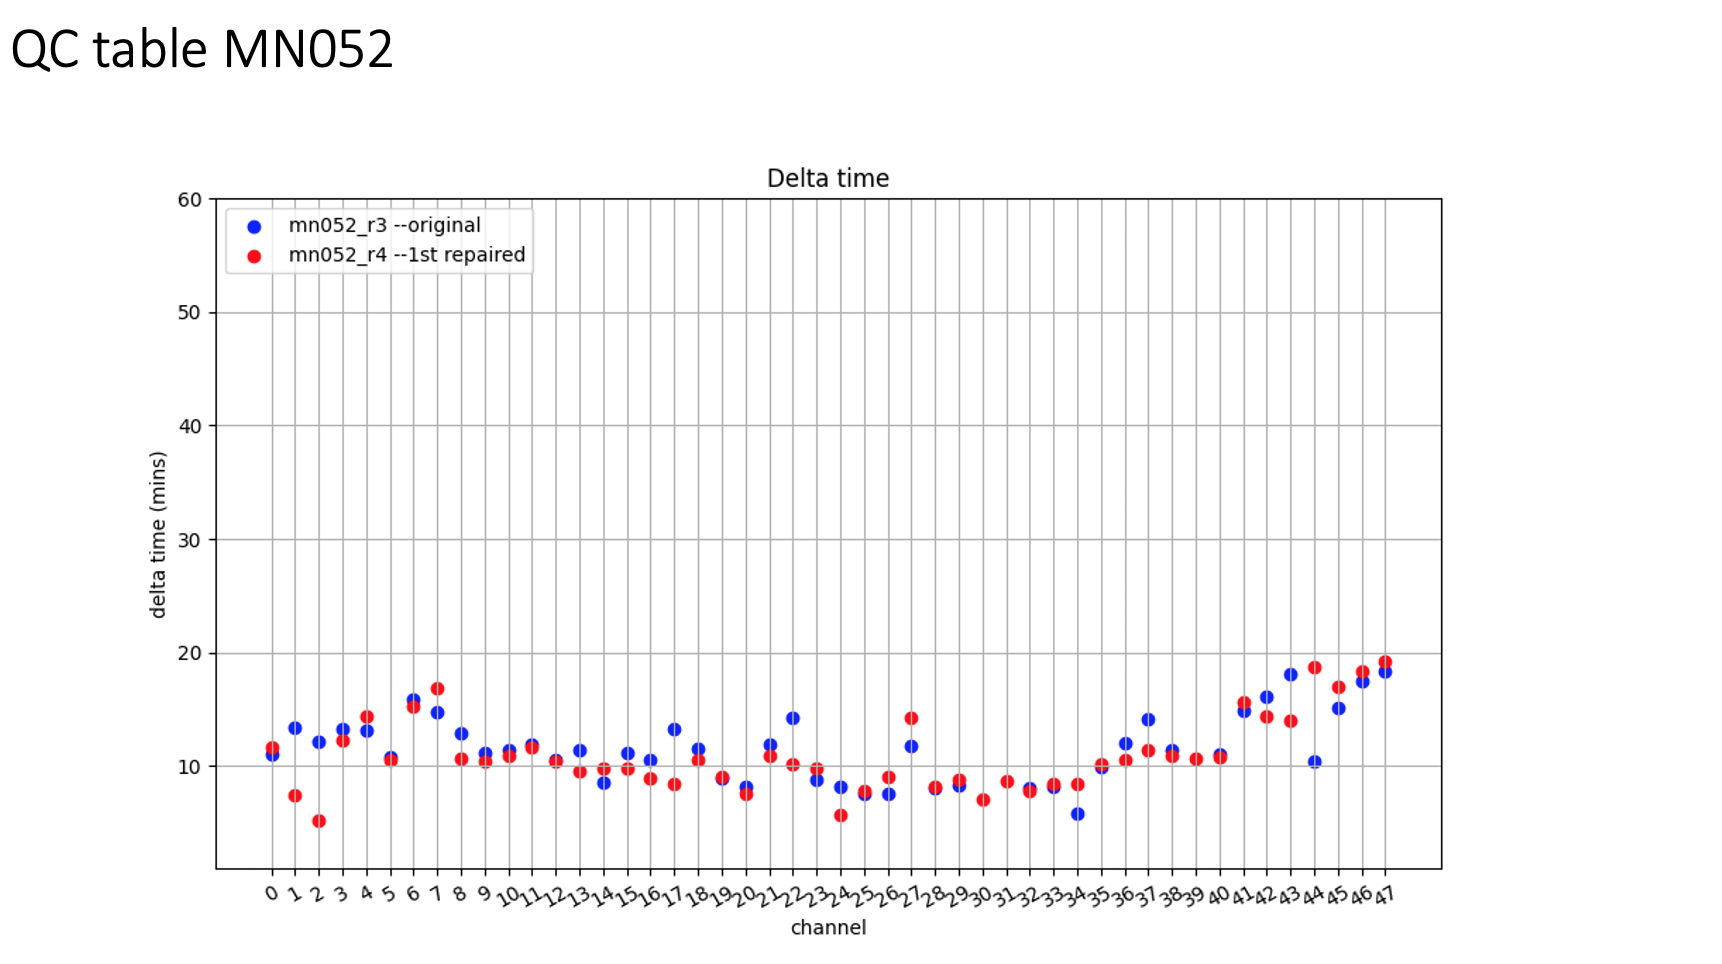 QC table MN052
Delta time
60
mn052_r3 --original
mn052_r4 --1st repaired
50
40
30
20
10
delta time (mins)
0 1 2 3 4 5 6 7 8 9 10 11 12 13 14 15 16 17 18 19 20 21 22 23 24 25 26 27 28 29 30 31 32 33 34 35 36 37 38 39 40 41 42 43 44 45 46 47
channel